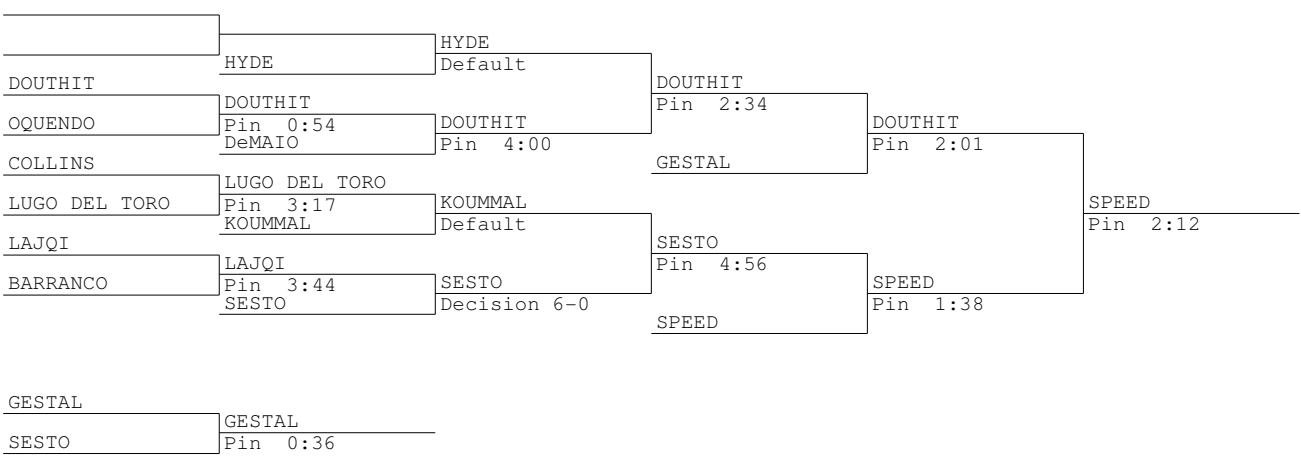 HYDE
HYDE
Default
DOUTHIT
DOUTHIT
DOUTHIT
Pin 2:34
OQUENDO
Pin 0:54
DOUTHIT
DOUTHIT
DeMAIO
Pin 4:00
Pin 2:01
COLLINS
GESTAL
LUGO DEL TORO
LUGO DEL TORO
Pin 3:17
KOUMMAL
SPEED
KOUMMAL
Default
Pin 2:12
LAJQI
SESTO
LAJQI
Pin 4:56
BARRANCO
Pin 3:44
SESTO
SPEED
SESTO
Decision 6-0
Pin 1:38
SPEED
GESTAL
GESTAL
SESTO
Pin 0:36